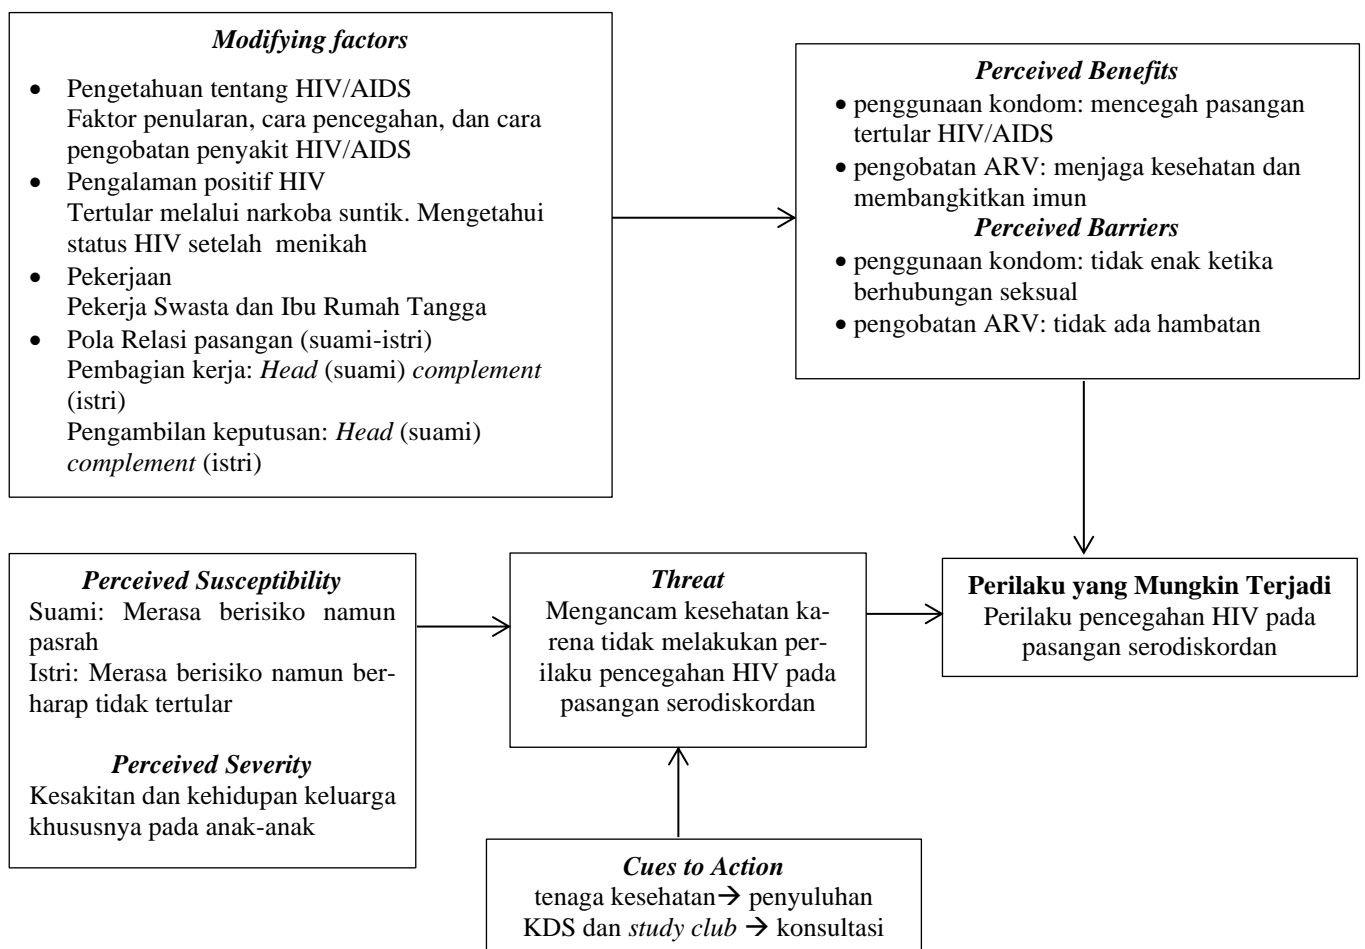 Modifying factors
• Pengetahuan tentang HIV/AIDS
Faktor penularan, cara pencegahan, dan cara
pengobatan penyakit HIV/AIDS
• Pengalaman positif HIV
Tertular melalui narkoba suntik. Mengetahui
status HIV setelah menikah
• Pekerjaan
Pekerja Swasta dan Ibu Rumah Tangga
• Pola Relasi pasangan (suami-istri)
Pembagian kerja: Head (suami) complement
(istri)
Pengambilan keputusan: Head (suami)
complement (istri)
Perceived Benefits
• penggunaan kondom: mencegah pasangan
tertular HIV/AIDS
• pengobatan ARV: menjaga kesehatan dan
membangkitkan imun
Perceived Barriers
• penggunaan kondom: tidak enak ketika
berhubungan seksual
• pengobatan ARV: tidak ada hambatan
Perceived Susceptibility
Suami: Merasa berisiko namun
pasrah
Istri: Merasa berisiko namun ber-
harap tidak tertular
Perceived Severity
Kesakitan dan kehidupan keluarga
khususnya pada anak-anak
Threat
Mengancam kesehatan ka-
rena tidak melakukan per-
ilaku pencegahan HIV pada
pasangan serodiskordan
Perilaku yang Mungkin Terjadi
Perilaku pencegahan HIV pada
pasangan serodiskordan
Cues to Action
tenaga kesehatan→ penyuluhan
KDS dan study club → konsultasi